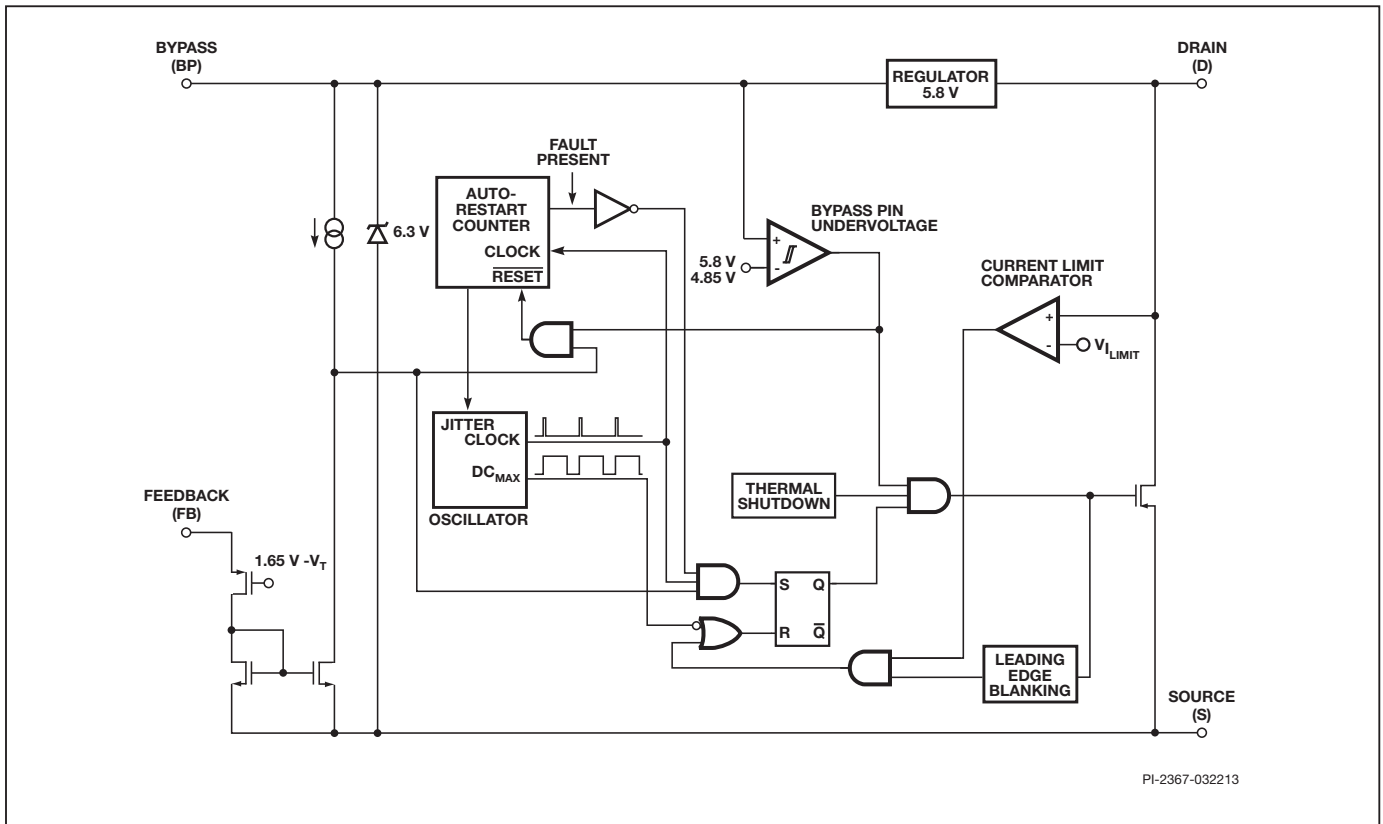 BYPASS
(BP)
DRAIN
(D)
REGULATOR
5.8 V
FAULT
PRESENT
AUTO-
RESTART
COUNTER
CLOCK
RESET
6.3 V
BYPASS PIN
UNDERVOLTAGE
+
-
5.8 V
4.85 V
CURRENT LIMIT
COMPARATOR
+
-
VILIMIT
JITTER
CLOCK
DCMAX
OSCILLATOR
THERMAL
SHUTDOWN
FEEDBACK
(FB)
1.65 V -VT
S Q
R Q
LEADING
EDGE
BLANKING
SOURCE
(S)
PI-2367-032213